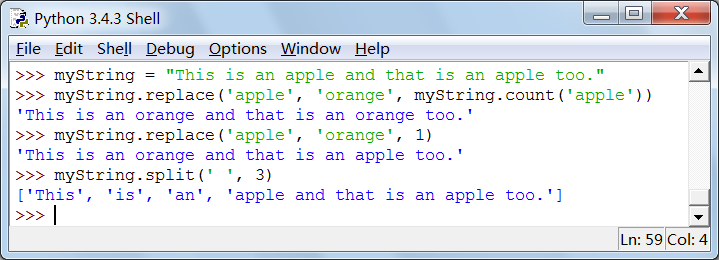 Python 3.4.3 Shell
File Edit Shell Debug Options Window Help
>>> myString = "This is an apple and that is an apple too."
>>> myString.replace('apple', 'orange', myString.count('apple'))
'This is an orange and that is an orange too.'
>>> myString.replace('apple', 'orange', 1)
'This is an orange and that is an apple too.'
>>> myString.split(' ', 3)
['This', 'is', 'an', 'apple and that is an apple too.']
>>>
Ln: 59 Col: 4